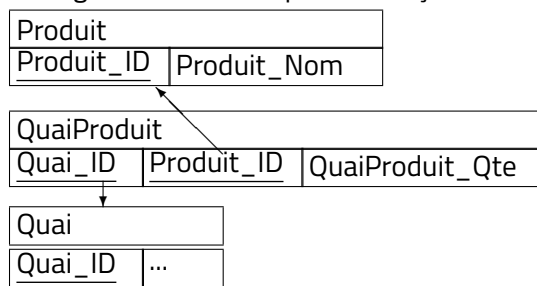 Produit
Produit_ID Produit_Nom
QuaiProduit
Quai_ID Produit_ID QuaiProduit_Qte
Quai
Quai_ID ...